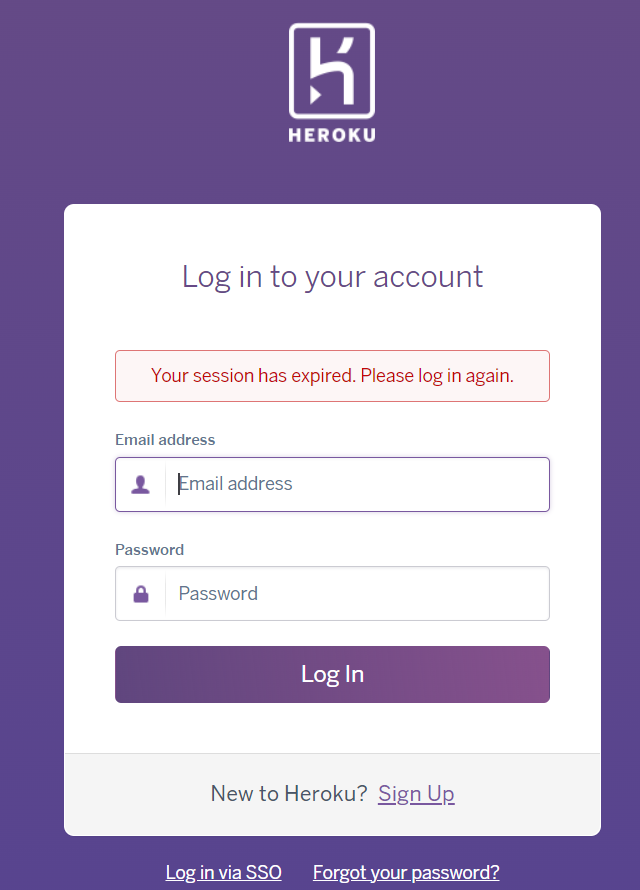 HEROKU
Log in to your account
Your session has expired. Please log in again.
Email address
Email address
Password
Password
Log In
New to Heroku? Sign Up
Log in via SSO Forgot your password?